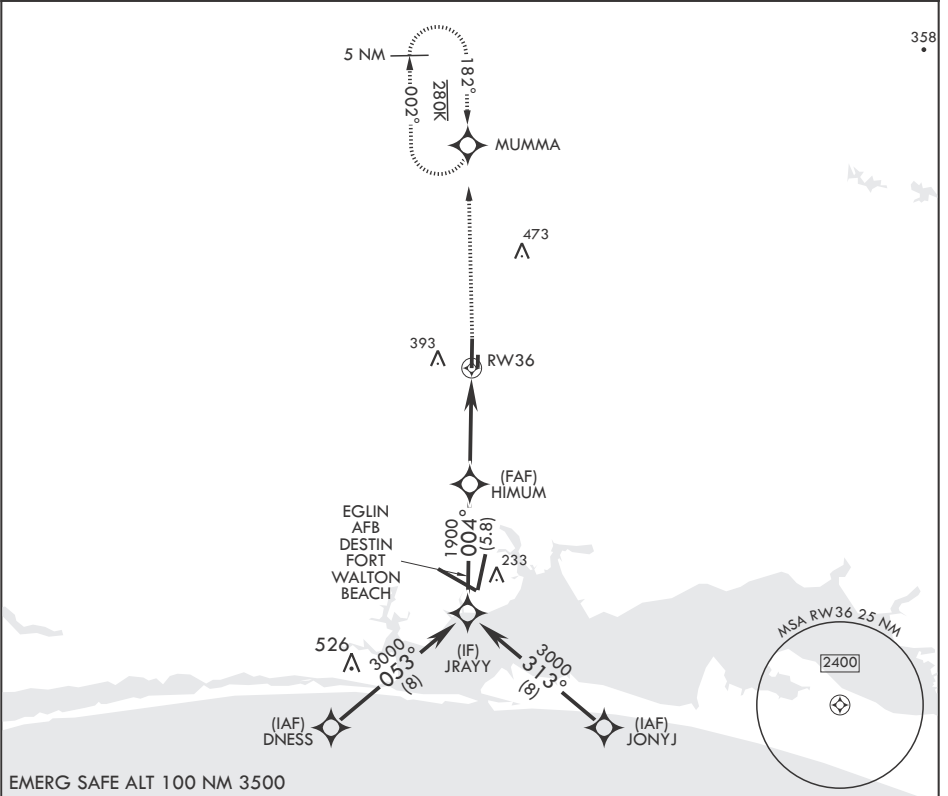 358
5 NM
182°
280K
002°
MUMMA
473
393
RW36
(FAF)
HIMUM
EGLIN
AFB
DESTIN
FORT
WALTON
BEACH
1900
004°
(5.8)
233
MSA RW36 25 NM
2400
526
3000
053°
(8)
(IF)
JRAYY
3000
313°
(8)
(IAF)
DNESS
(IAF)
JONYJ
EMERG SAFE ALT 100 NM 3500